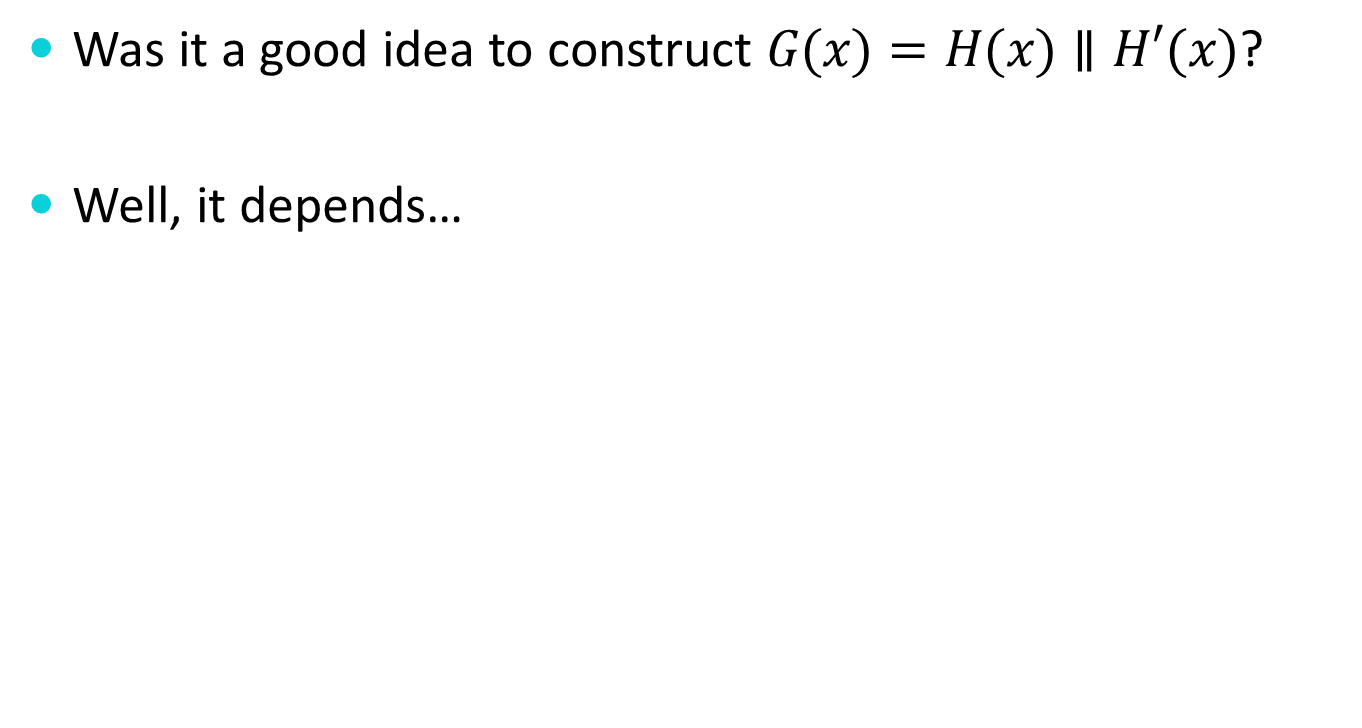 • Was it a good idea to construct 𝐺(𝑥) = 𝐻(𝑥) ∥ 𝐻′(𝑥)?
• Well, it depends…